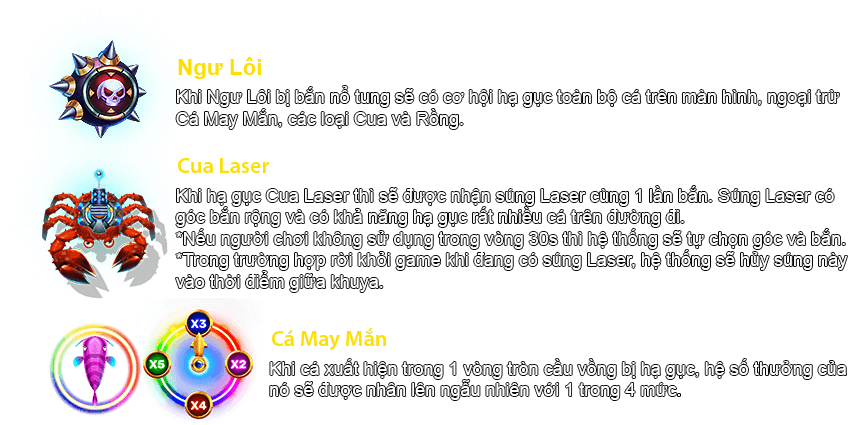 Ngư Lôi
Khi Ngư Lôi bị bắn nổ tung sẽ có cơ hội hạ gục toàn bộ cá trên màn hình, ngoại trừ
Cá May Mắn, các loại Cua và Rồng.
Cua Laser
Khi hạ gục Cua Laser thì sẽ được nhận súng Laser cùng 1 lần bắn. Súng Laser có
góc bắn rộng và có khả năng hạ gục rất nhiều cá trên đường đi.
*Nếu người chơi không sử dụng trong vòng 30s thì hệ thống sẽ tự chọn góc và bắn.
*Trong trường hợp rời khỏi game khi đang có súng Laser, hệ thống sẽ hủy súng này
vào thời điểm giữa khuya.
X3
X5
X2
X4
Cá May Mắn
Khi cá xuất hiện trong 1 vòng tròn cầu vồng bị hạ gục, hệ số thưởng của
nó sẽ được nhân lên ngẫu nhiên với 1 trong 4 mức.